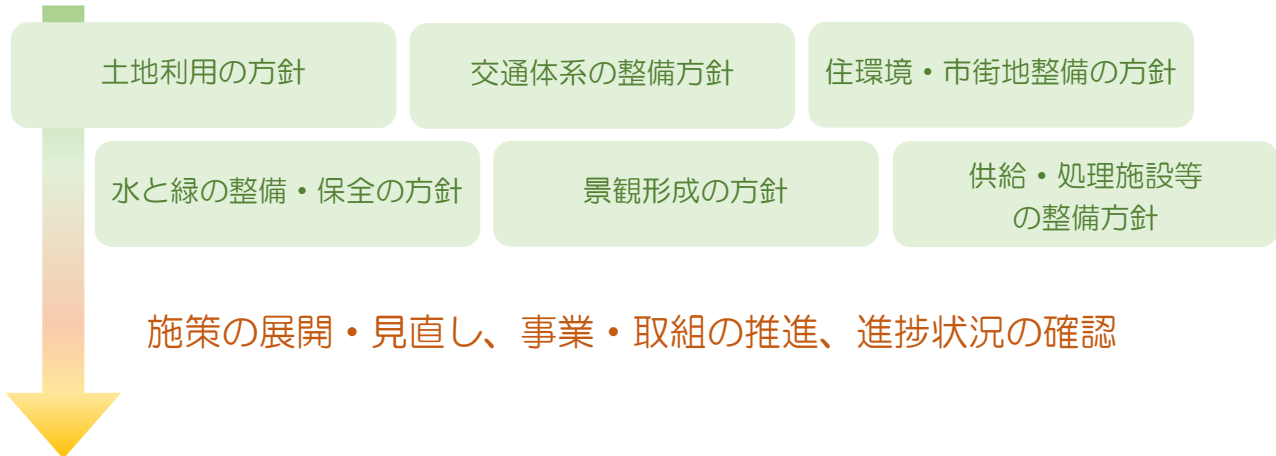 土地利用の方針
交通体系の整備方針
住環境・市街地整備の方針
水と緑の整備・保全の方針
景観形成の方針
供給・処理施設等
の整備方針
施策の展開・見直し、事業・取組の推進、進捗状況の確認